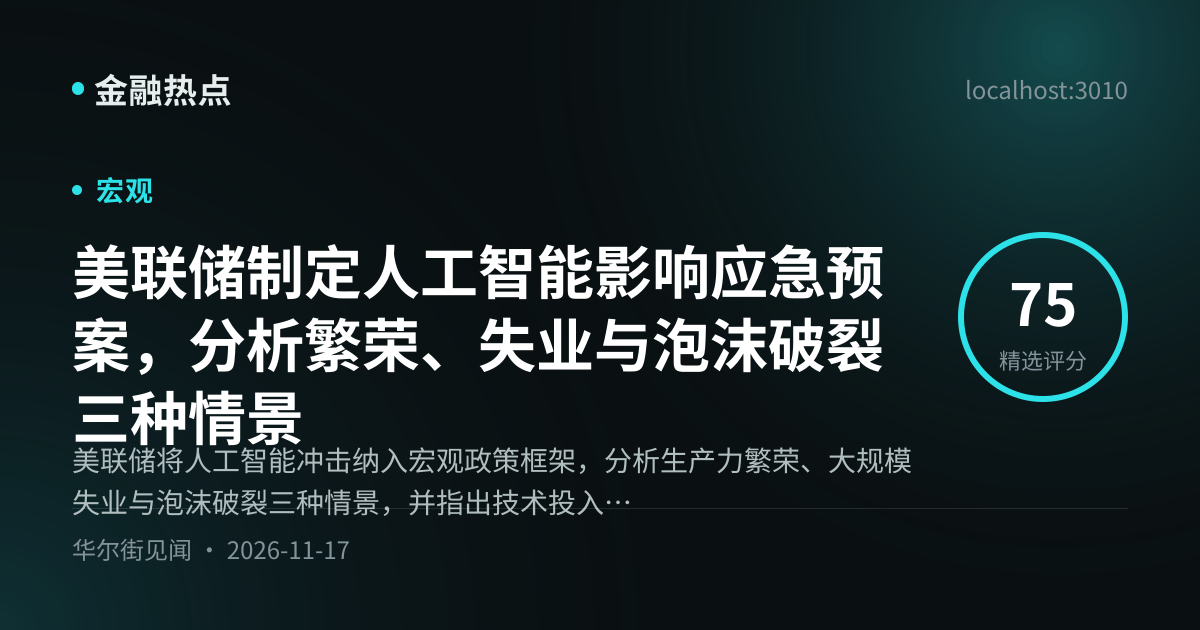 金融热点
localhost:3010
宏观
美联储制定人工智能影响应急预
案，分析繁荣、失业与泡沫破裂
三种情景
75
精选评分
美联储将人工智能冲击纳入宏观政策框架，分析生产力繁荣、大规模
失业与泡沫破裂三种情景，并指出技术投入…
华尔街见闻 • 2026-11-17